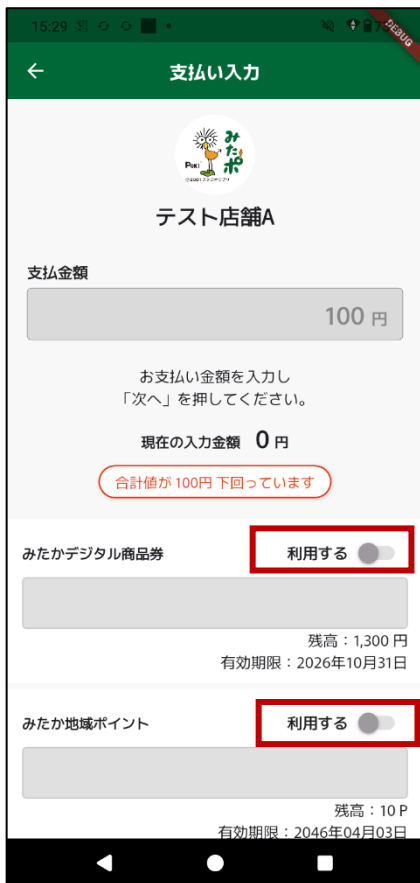 15:29
DEBUG
支払い入力
みたポ
PoKi
テスト店舗A
支払金額
100 円
お支払い金額を入力し
「次へ」を押してください。
現在の入力金額 0 円
合計値が100円下回っています
みたかデジタル商品券 利用する
残高：1,300 円
有効期限：2026年10月31日
みたか地域ポイント 利用する
残高：10 P
有効期限：2046年04月03日